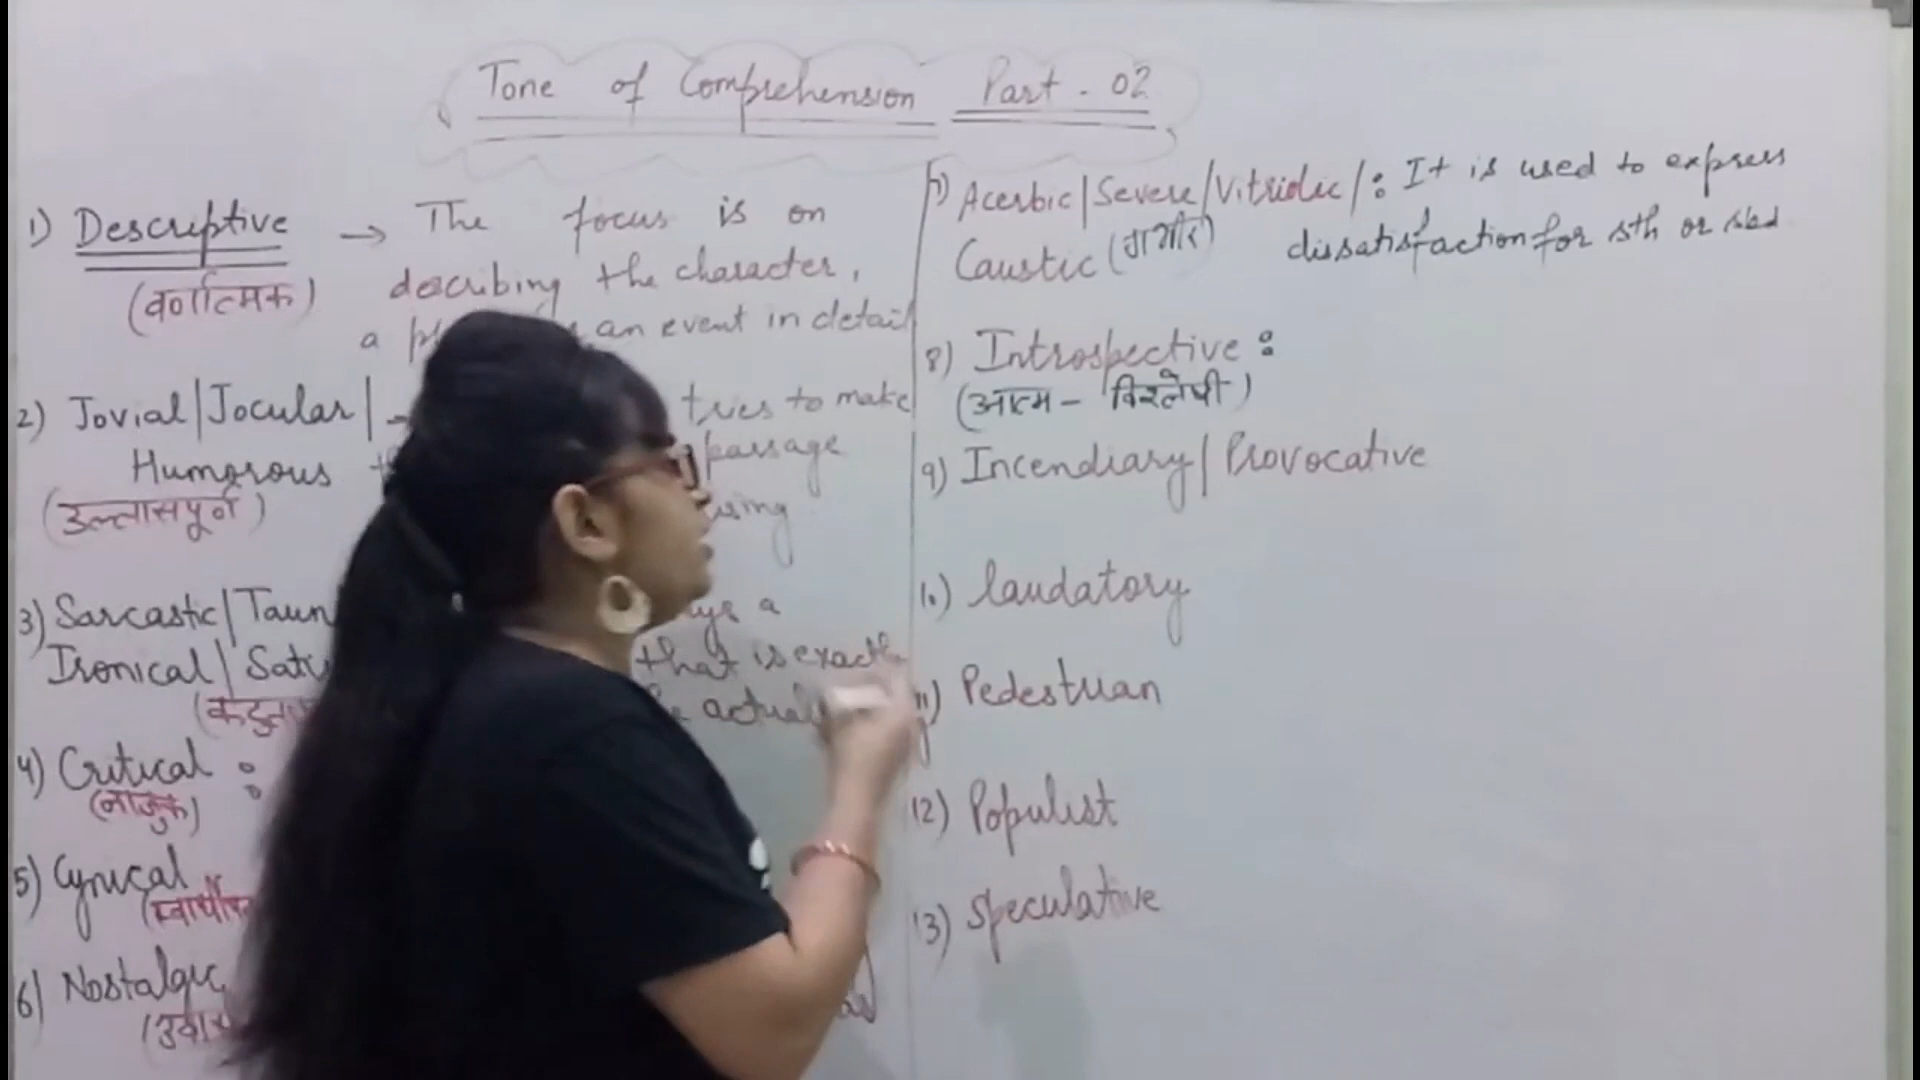 Tone of Comprehension Part - 02
1) Descriptive → The focus is on
(वर्णात्मक) describing the character,
a an event in detail
2) Jovial/Jocular/ → tries to make
Humorous passage
(उल्लासपूर्ण) using
3) Sarcastic/ a
Ironical/ that is exactly
4) Critical :
(नाजुक)
5) Cynical
6) Nostalgic
7) Acerbic/Severe/Vitriolic/: It is used to express
Caustic (गंभीर) dissatisfaction for sth or sbd
8) Introspective :
(आत्म - विश्लेषी)
9) Incendiary/Provocative
10) Laudatory
11) Pedestrian
12) Populist
13) Speculative